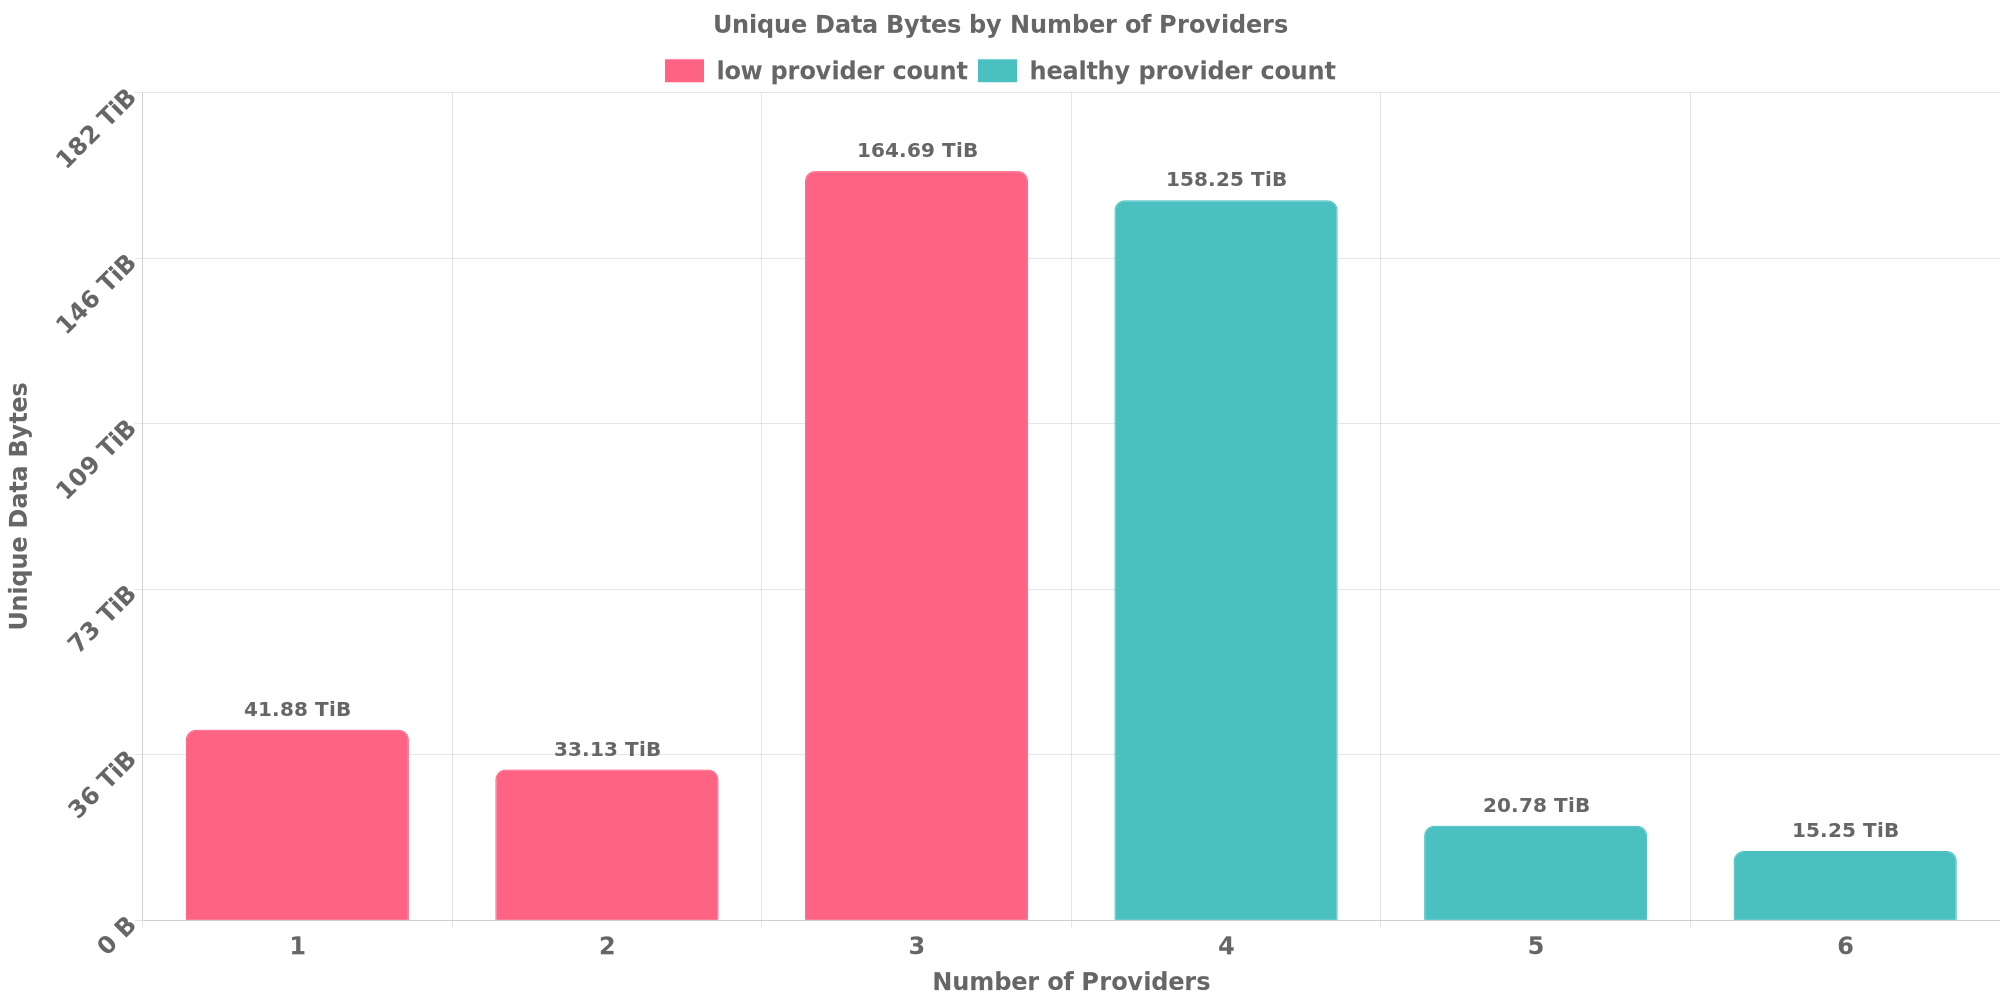 Unique Data Bytes by Number of Providers
low provider count healthy provider count
182 TiB
146 TiB
109 TiB
73 TiB
36 TiB
0 B
Unique Data Bytes
41.88 TiB
33.13 TiB
164.69 TiB
158.25 TiB
20.78 TiB
15.25 TiB
1 2 3 4 5 6
Number of Providers